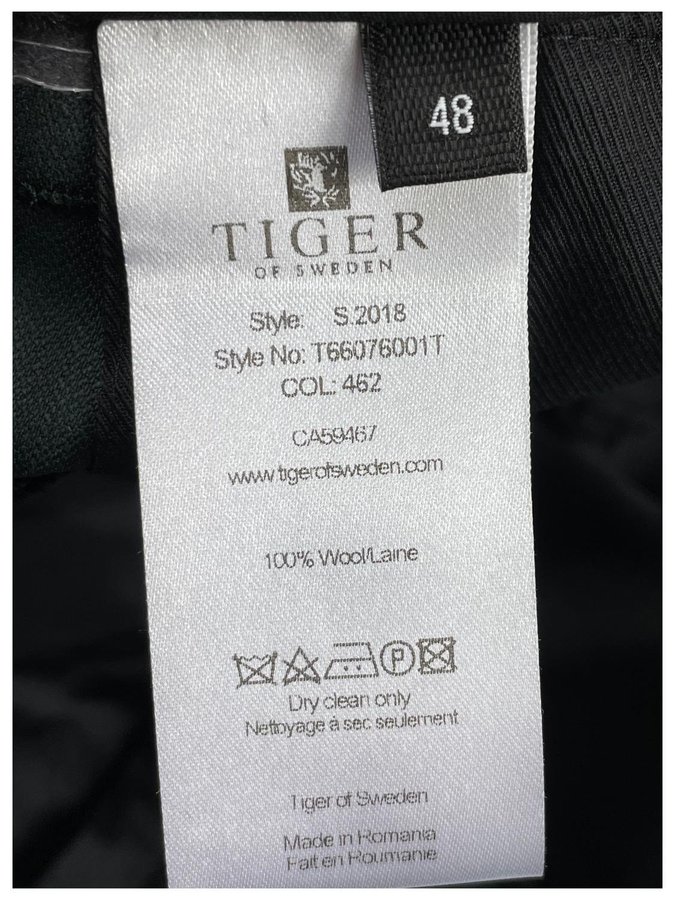 48
TIGER
OF SWEDEN
Style: S.2018
Style No: T66076001T
COL: 462
CA59467
www.tigerofsweden.com
100% Wool/Laine
P
Dry clean only
Nettoyage à sec seulement
Tiger of Sweden
Made in Romania
Fait en Roumanie